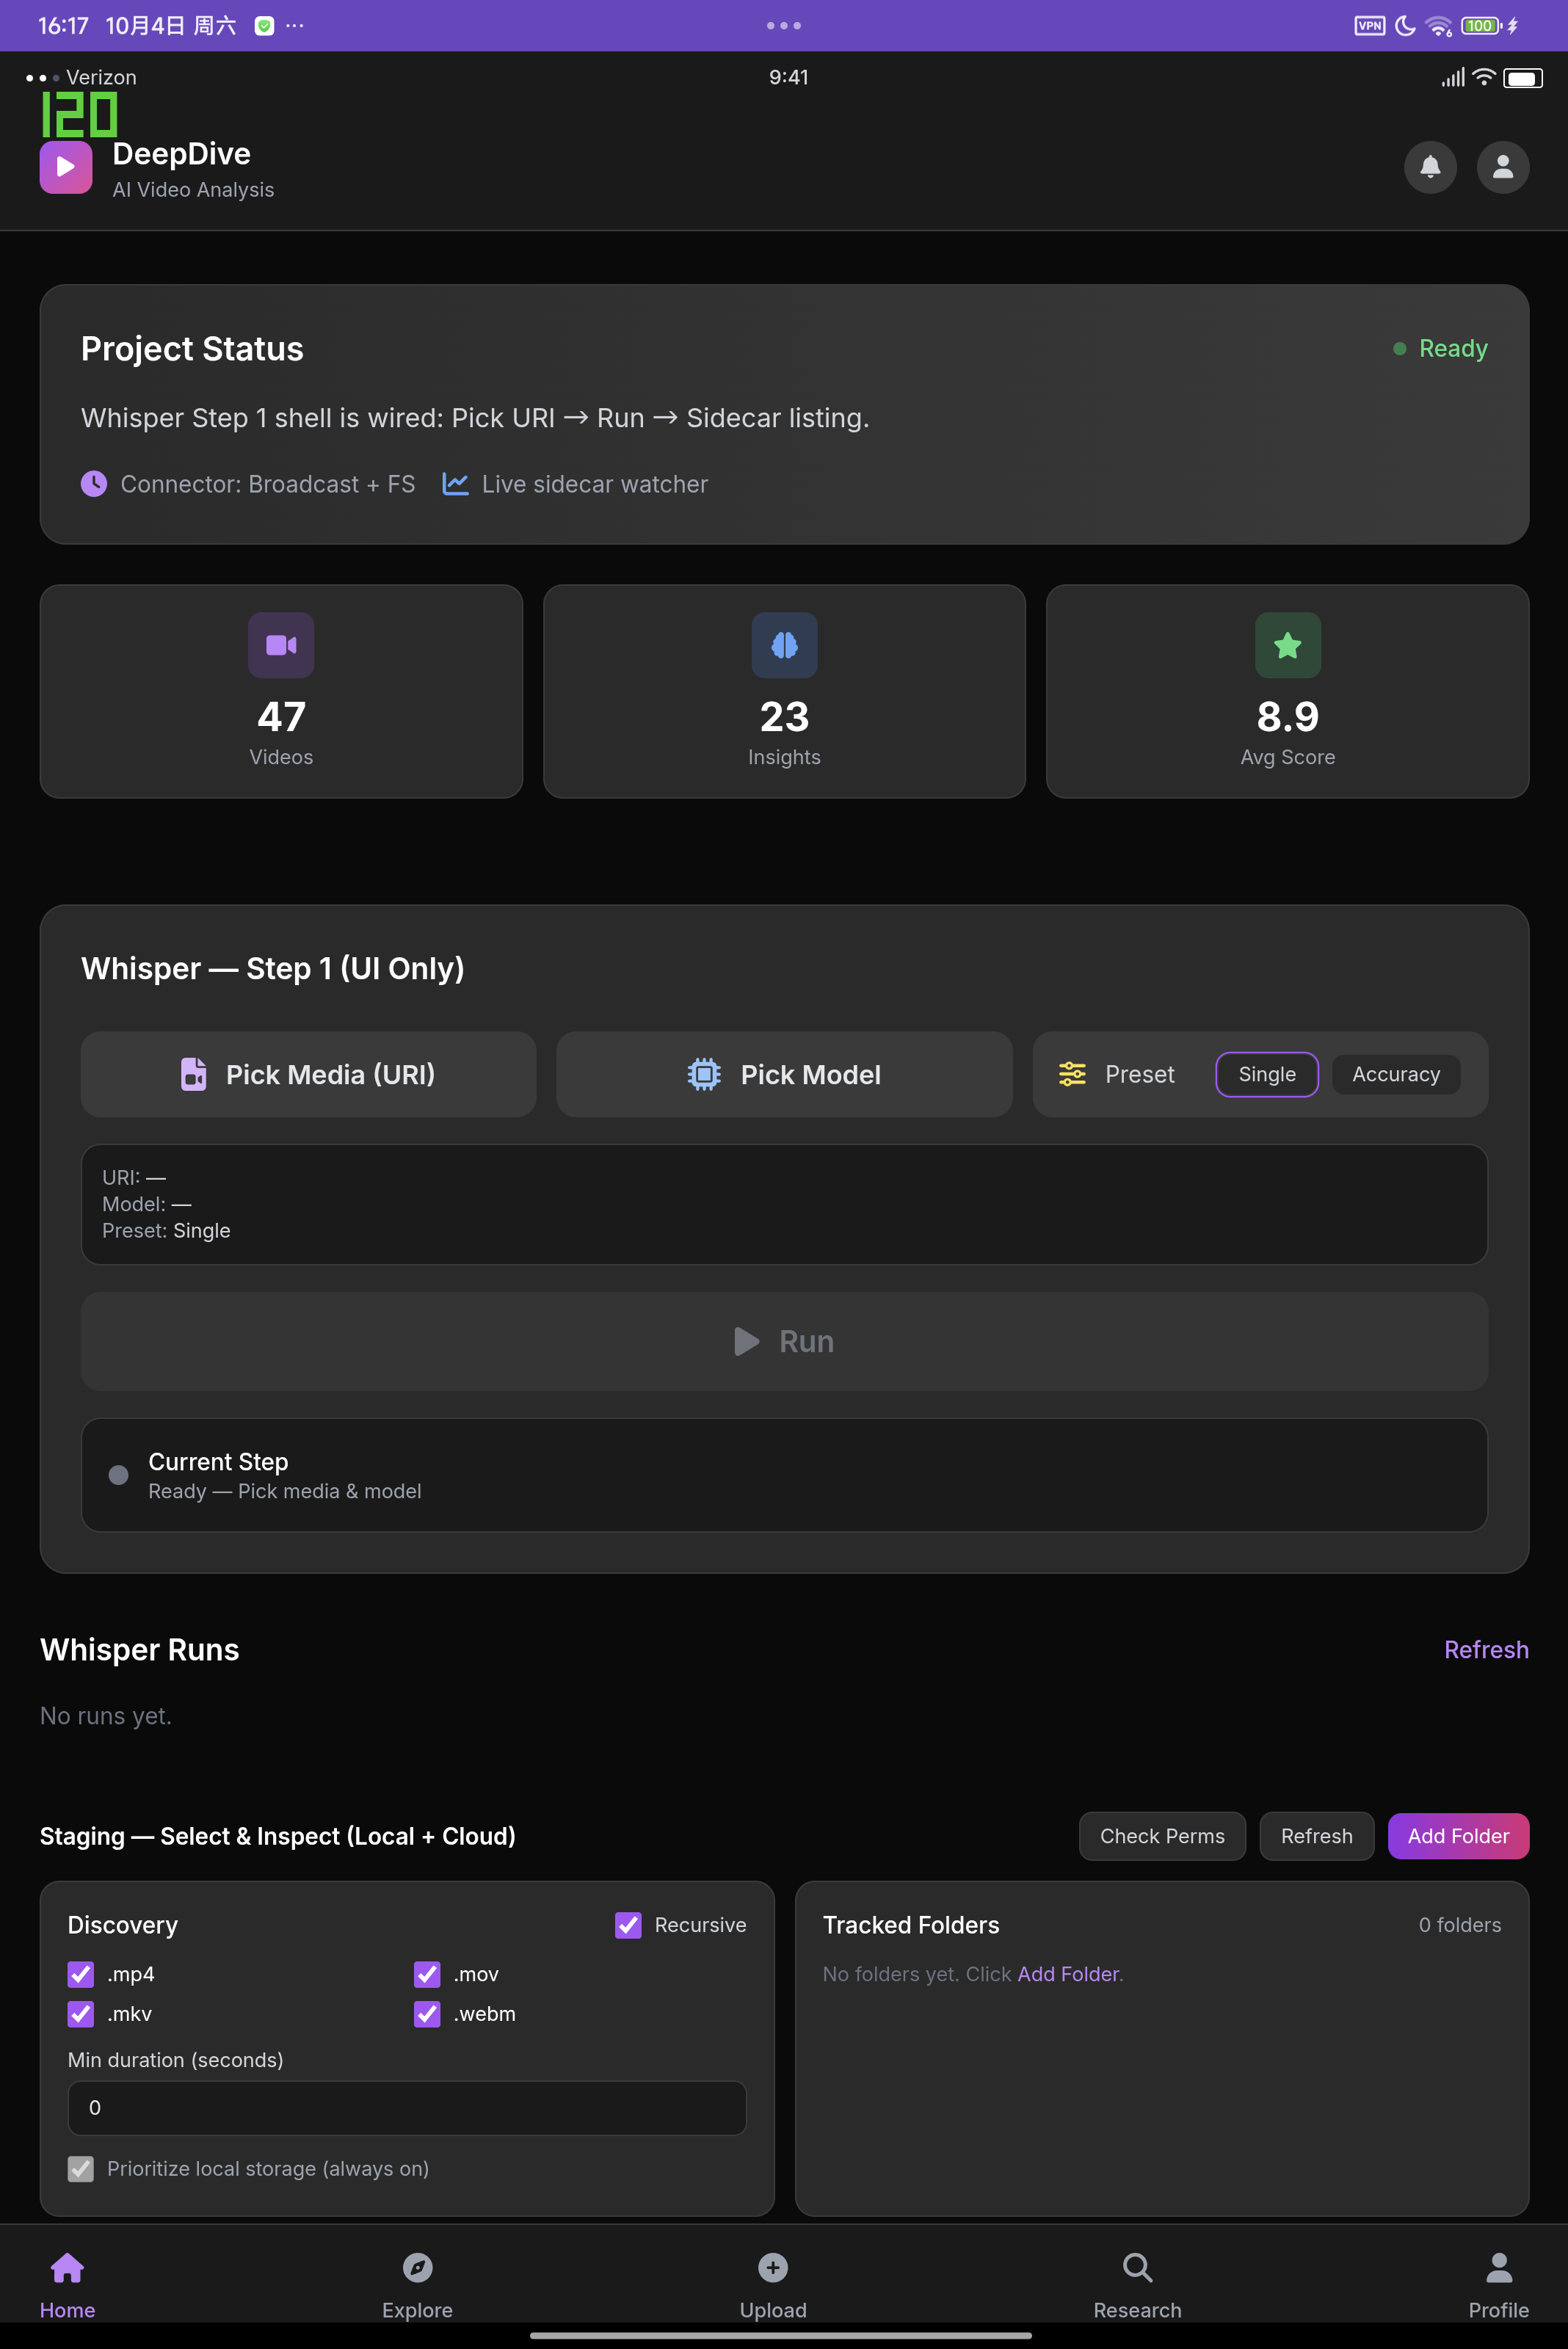 16:17 10月4日 周六 ···
VPN 6 100
Verizon 9:41
120
DeepDive
AI Video Analysis
Project Status Ready
Whisper Step 1 shell is wired: Pick URI → Run → Sidecar listing.
Connector: Broadcast + FS Live sidecar watcher
47 23 8.9
Videos Insights Avg Score
Whisper — Step 1 (UI Only)
Pick Media (URI) Pick Model Preset Single Accuracy
URI: —
Model: —
Preset: Single
Run
Current Step
Ready — Pick media & model
Whisper Runs Refresh
No runs yet.
Staging — Select & Inspect (Local + Cloud) Check Perms Refresh Add Folder
Discovery Recursive
.mp4 .mov
.mkv .webm
Min duration (seconds)
0
Prioritize local storage (always on)
Tracked Folders 0 folders
No folders yet. Click Add Folder.
Home Explore Upload Research Profile